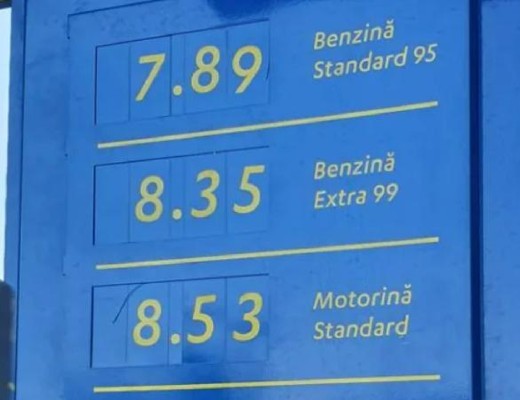 7.89 Benzină
Standard 95
8.35 Benzină
Extra 99
8.53 Motorină
Standard